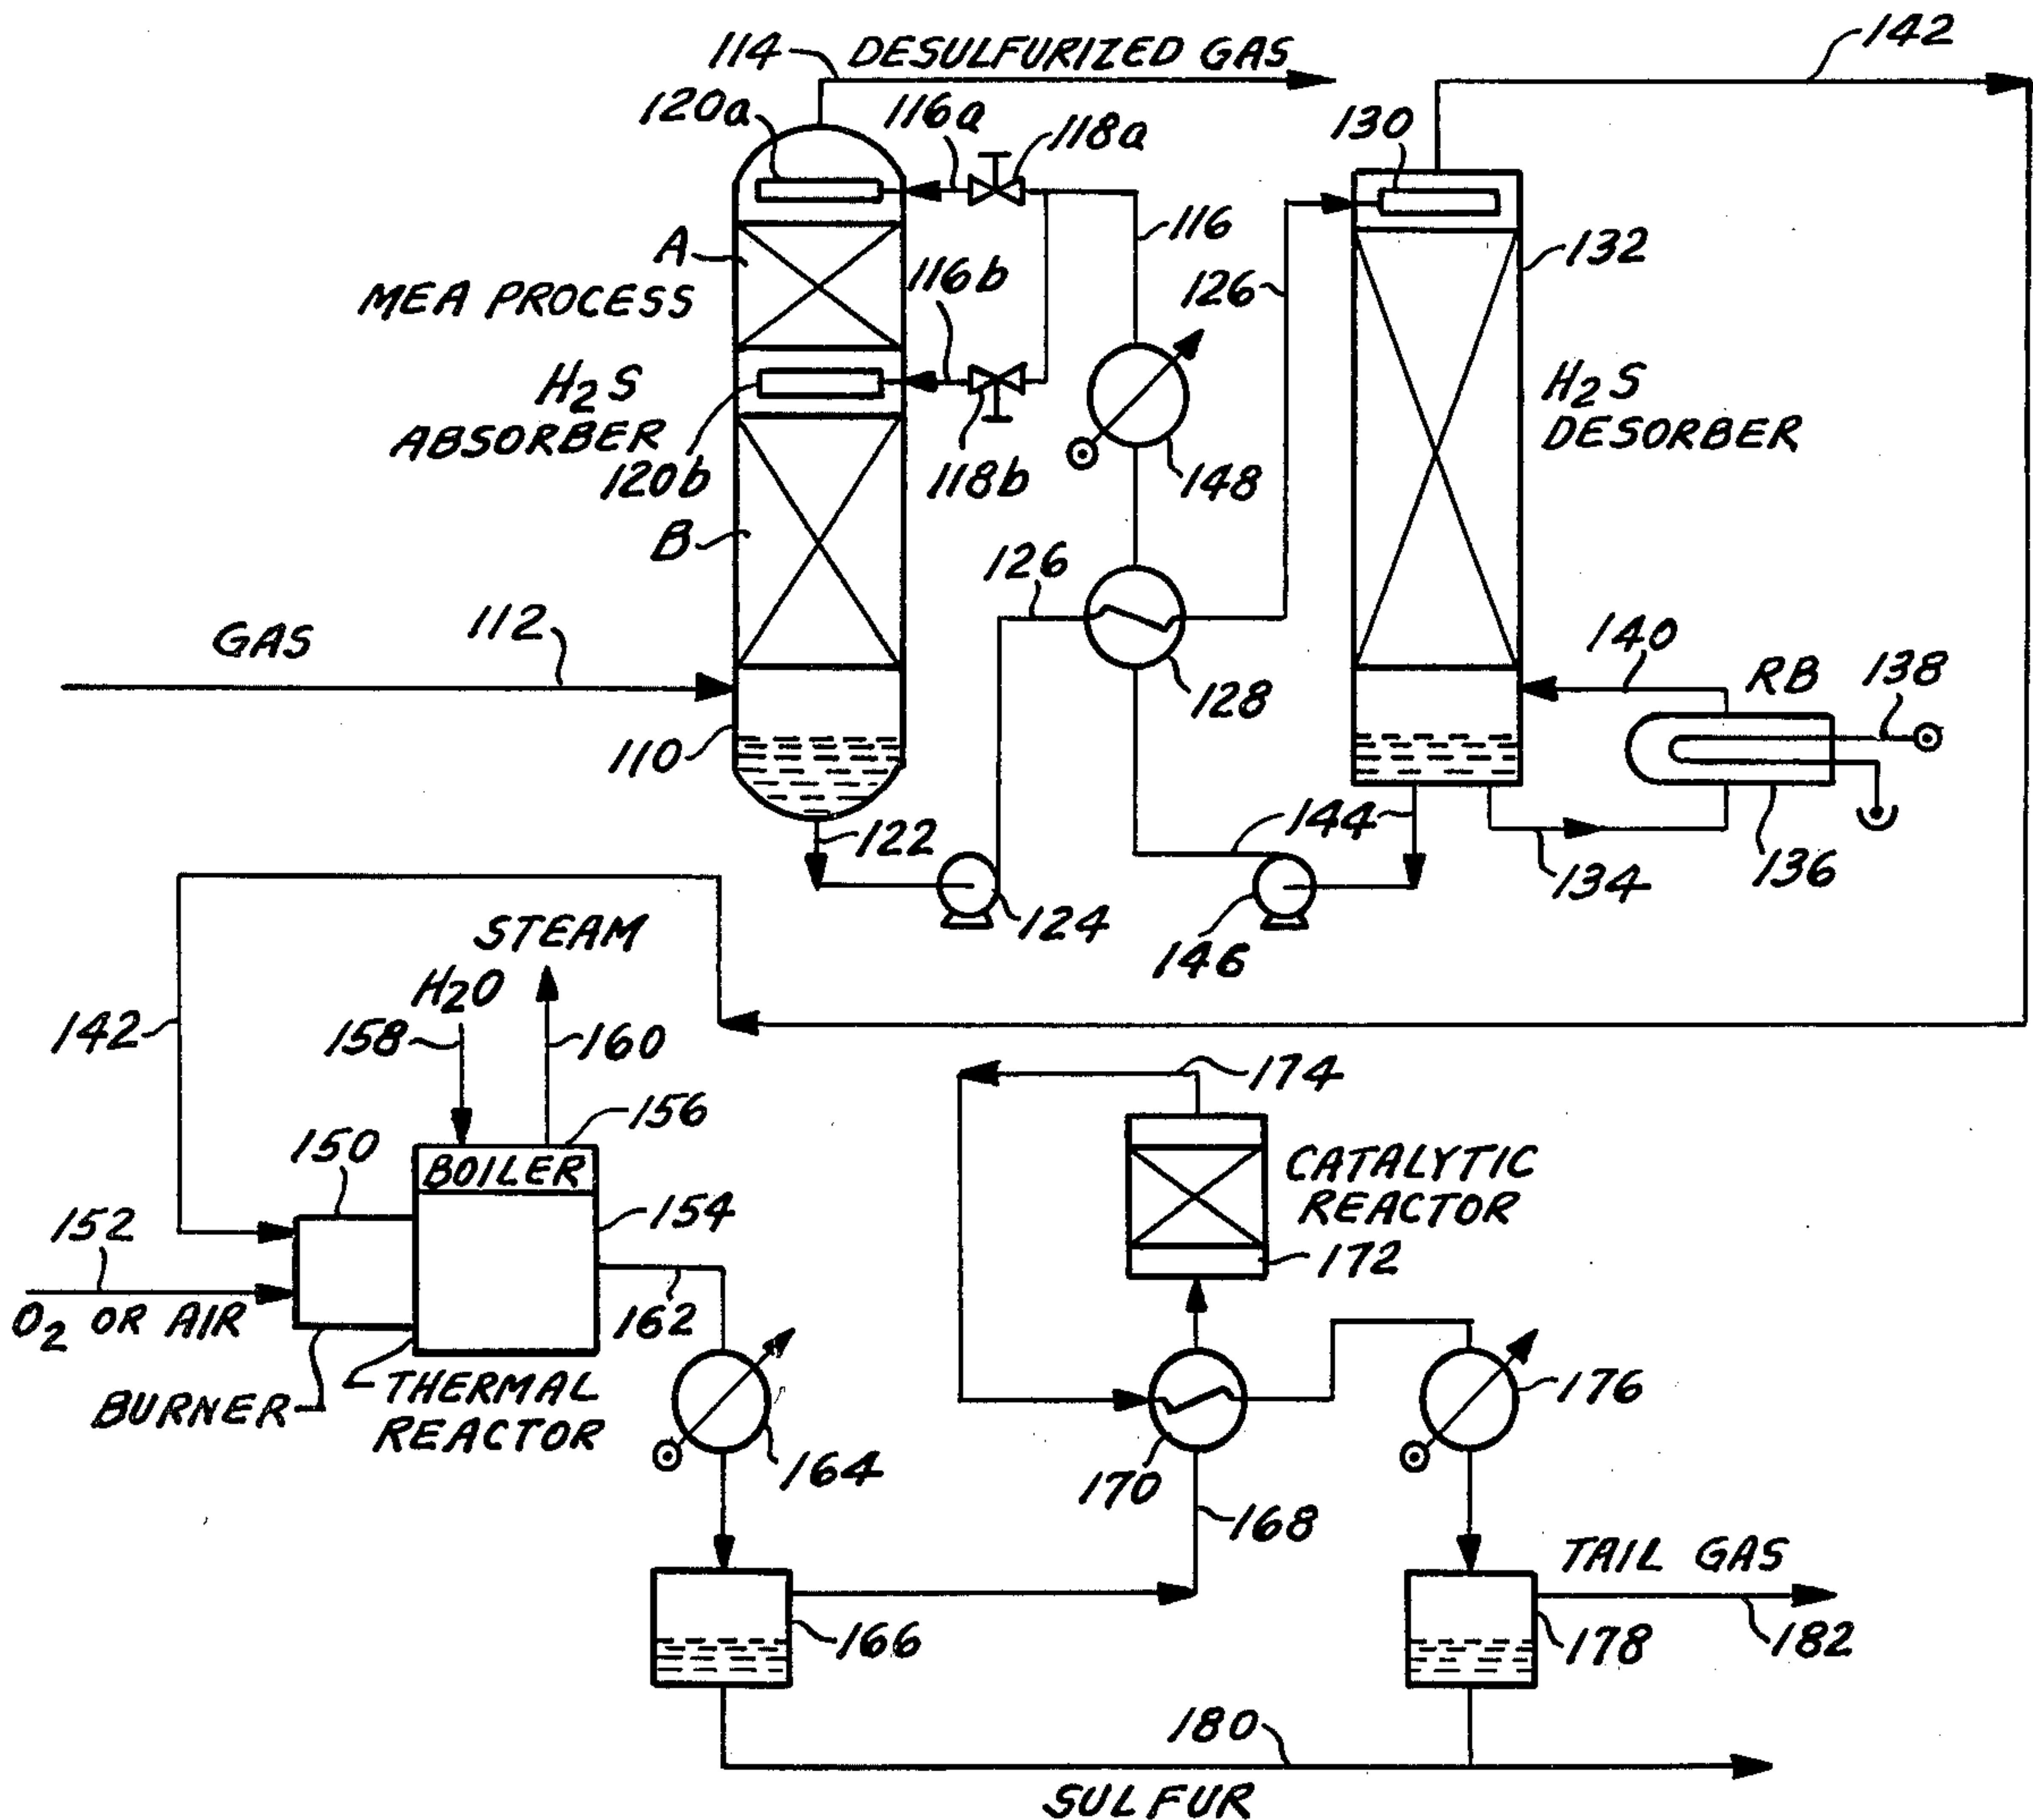 114
DESULFURIZED GAS
142
120a
116a
118a
130
A
116
132
MEA PROCESS
116b
126
H2S
ABSORBER
120b
118b
148
H2S
DESORBER
B
126
GAS
112
128
140
RB
138
110
122
144
124
146
134
136
STEAM
H2O
142
158
160
174
150
156
BOILER
CATALYTIC
REACTOR
152
154
172
O2 OR AIR
162
BURNER
THERMAL
REACTOR
176
164
170
168
TAIL GAS
166
178
182
180
SULFUR